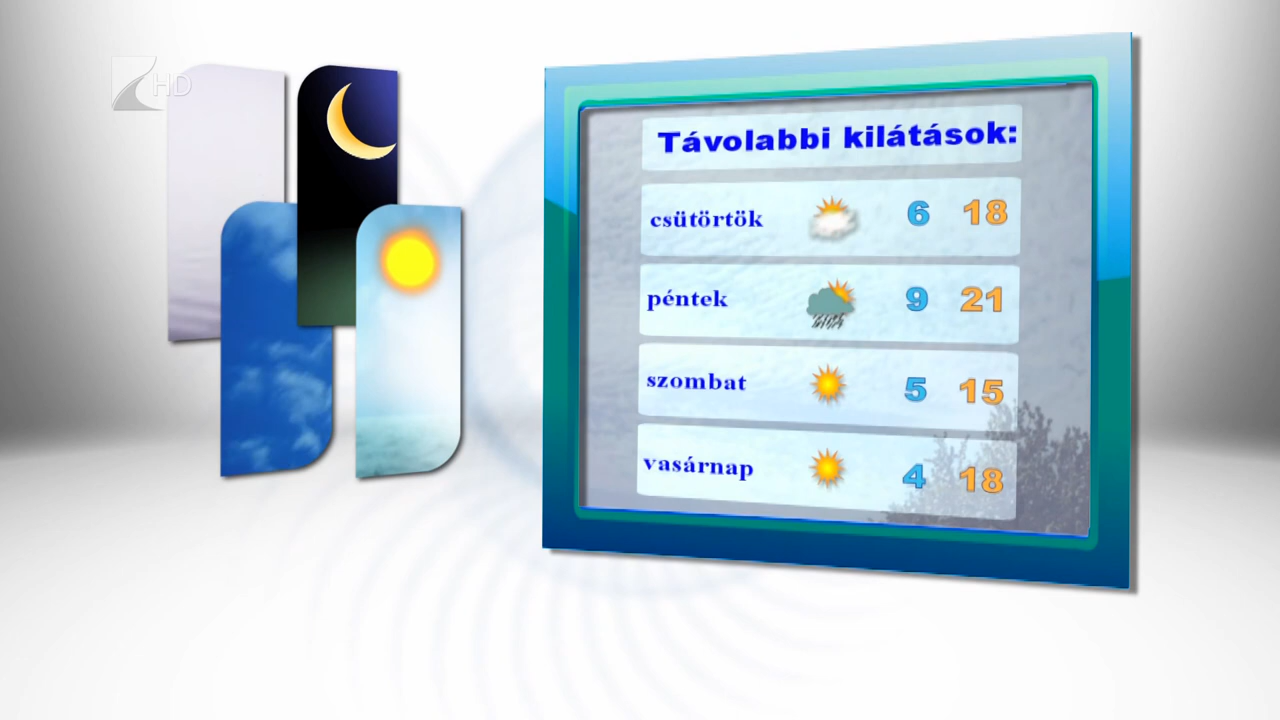 HD
Távolabbi kilátások:
csütörtök 6 18
péntek 9 21
szombat 5 15
vasárnap 4 18